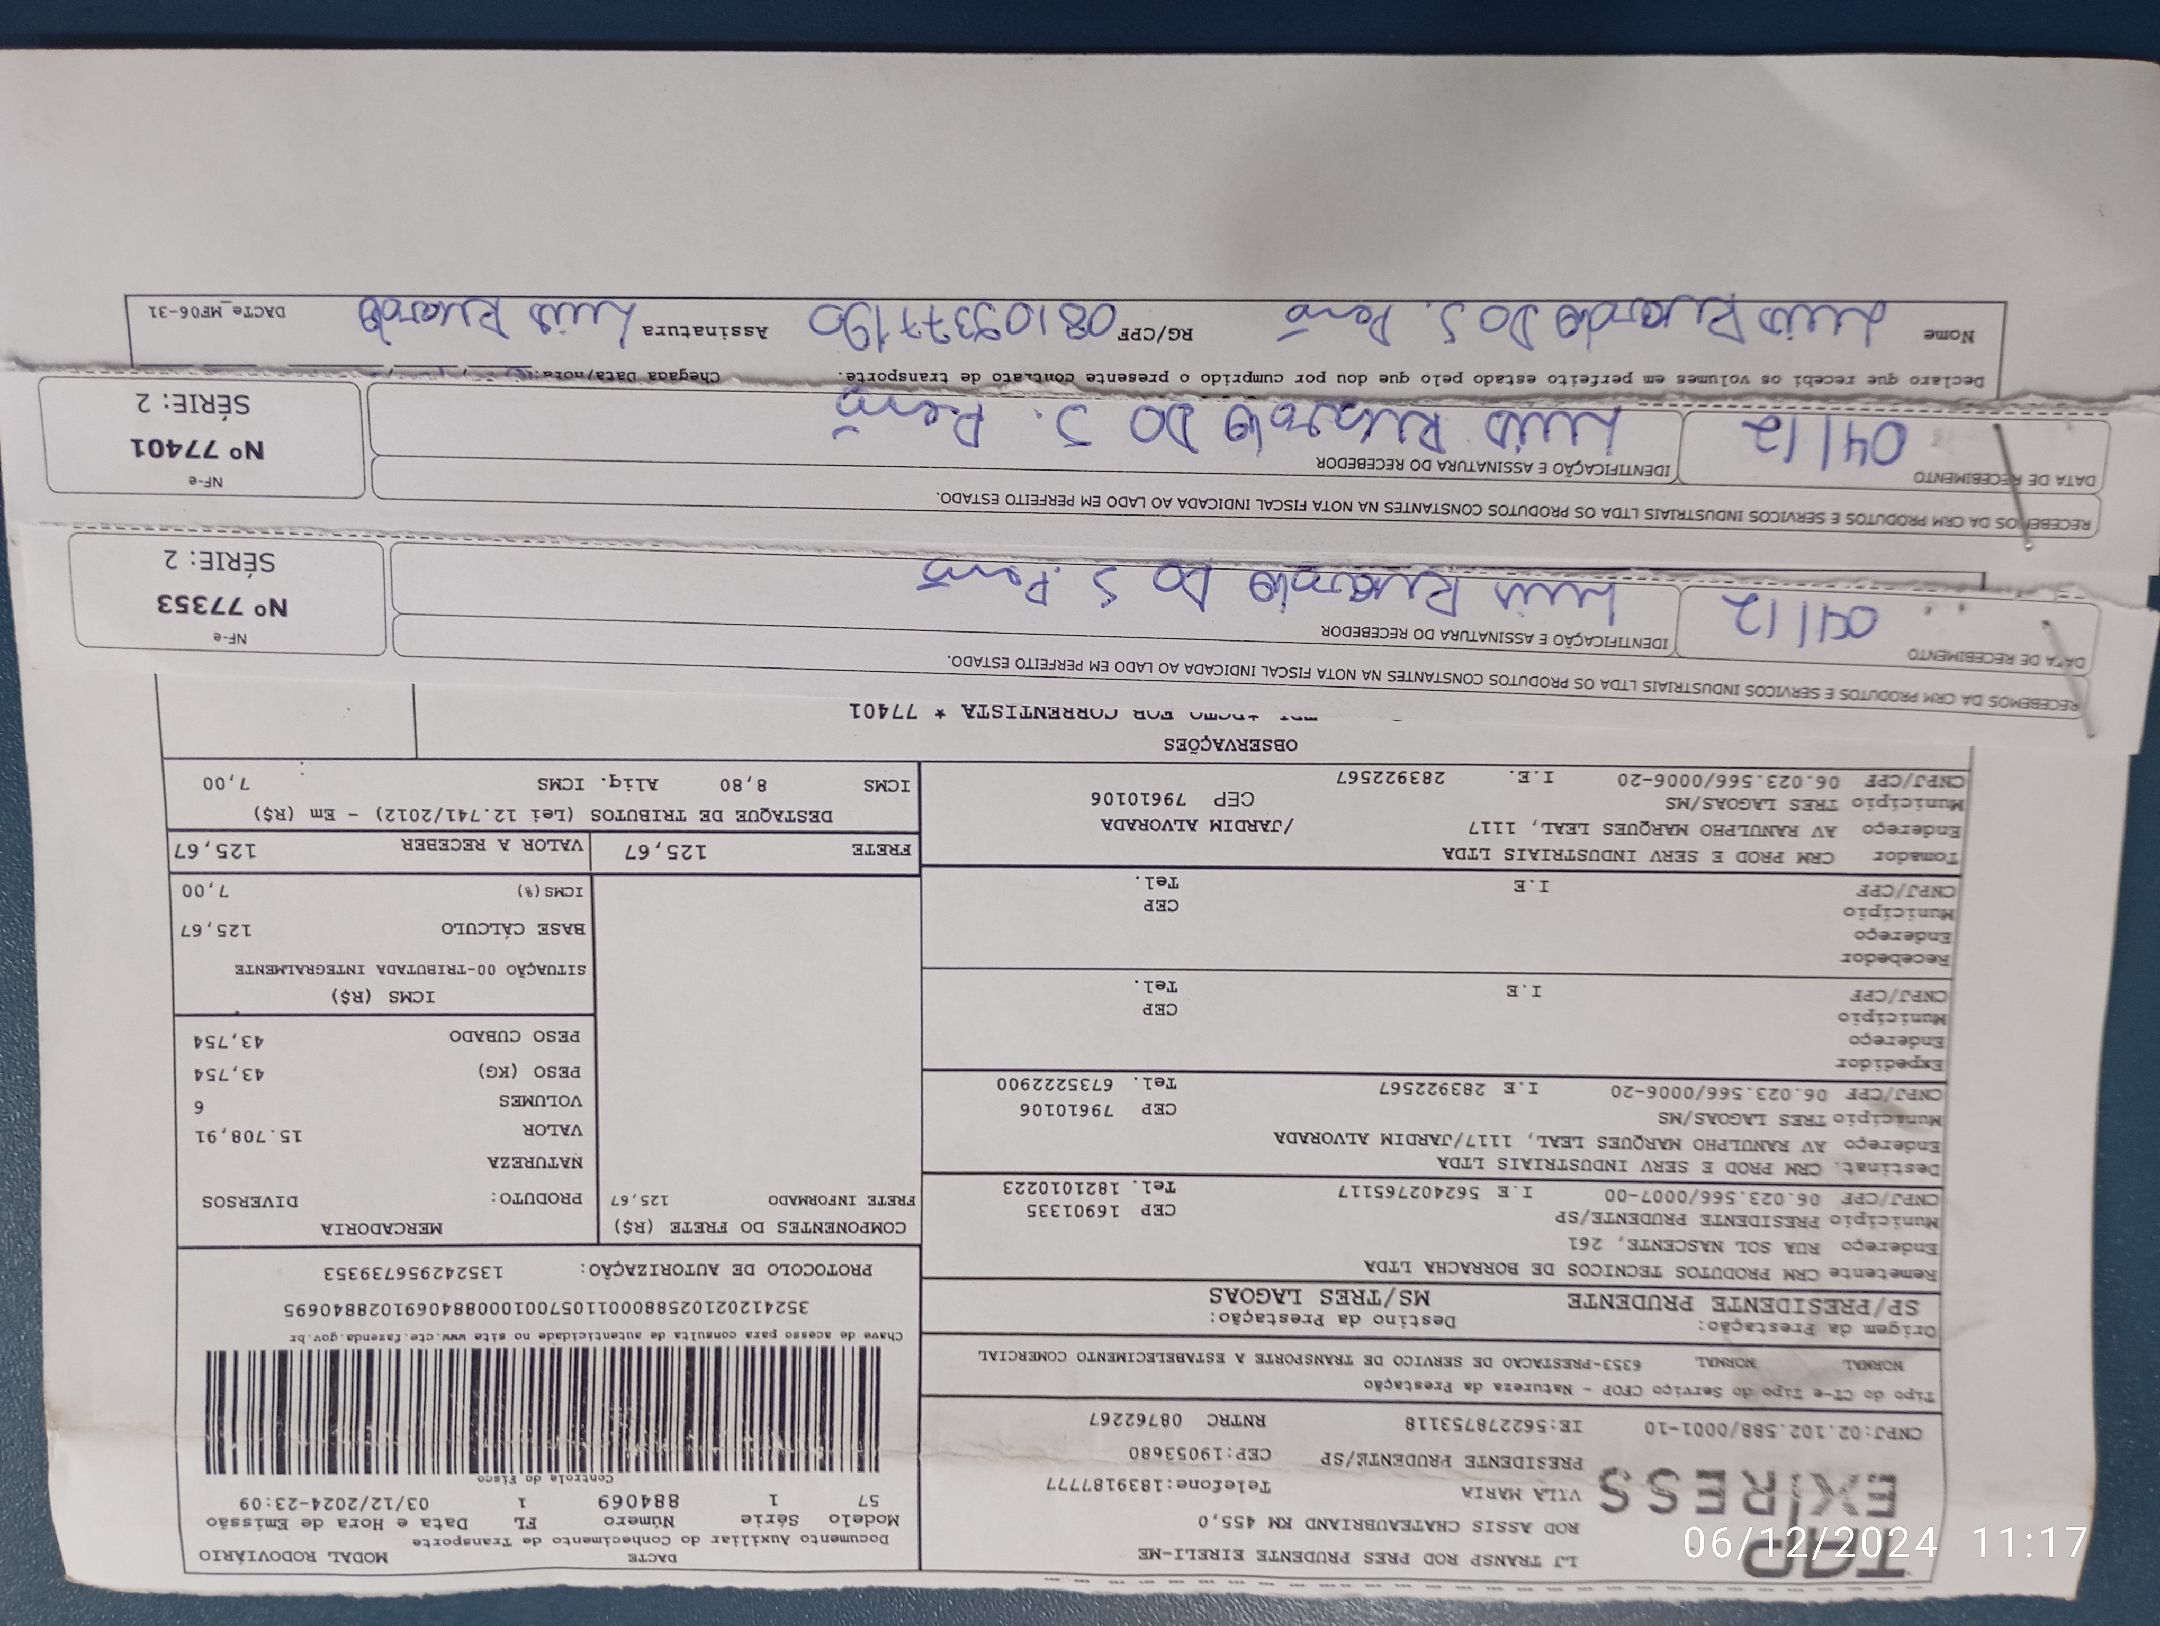 TOP
EXPRESS
LJ TRANSP ROD PRES PRUDENTE EIRELI-ME
ROD ASSIS CHATEAUBRIAND KM 455,0
VILA MARIA Telefone:1839187777
PRESIDENTE PRUDENTE/SP CEP:19053680
CNPJ:02.102.588/0001-10 IE:562278753118 RNTRC 08762267
DACTE MODAL RODOVIÁRIO
Documento Auxiliar do Conhecimento de Transporte
Modelo Série Número FL Data e Hora de Emissão
57 1 884069 1 03/12/2024-23:09
Controle do Fisco
Chave de acesso para consulta de autenticidade no site www.cte.fazenda.gov.br
35241202102588000110570010008840691028840695
PROTOCOLO DE AUTORIZAÇÃO: 135242956739353
Tipo do CT-e Tipo do Serviço CFOP - Natureza da Prestação
NORMAL NORMAL 6353-PRESTACAO DE SERVICO DE TRANSPORTE A ESTABELECIMENTO COMERCIAL
Origem da Prestação: Destino da Prestação:
SP/PRESIDENTE PRUDENTE MS/TRES LAGOAS
Remetente CRM PRODUTOS TECNICOS DE BORRACHA LTDA
Endereço RUA SOL NASCENTE, 261
Município PRESIDENTE PRUDENTE/SP CEP 16901335
CNPJ/CPF 06.023.566/0007-00 I.E 562402765117 Tel. 1821010223
Destinat. CRM PROD E SERV INDUSTRIAIS LTDA
Endereço AV RANULPHO MARQUES LEAL, 1117/JARDIM ALVORADA
Município TRES LAGOAS/MS CEP 79610106
CNPJ/CPF 06.023.566/0006-20 I.E 283922567 Tel. 6735222900
Expedidor
Endereço
Município CEP
CNPJ/CPF I.E Tel.
Recebedor
Endereço
Município CEP
CNPJ/CPF I.E Tel.
Tomador CRM PROD E SERV INDUSTRIAIS LTDA
Endereço AV RANULPHO MARQUES LEAL, 1117 /JARDIM ALVORADA
Município TRES LAGOAS/MS CEP 79610106
CNPJ/CPF 06.023.566/0006-20 I.E. 283922567
COMPONENTES DO FRETE (R$)
FRETE INFORMADO 125,67
MERCADORIA
PRODUTO: DIVERSOS
NATUREZA
VALOR 15.708,91
VOLUMES 6
PESO (KG) 43,754
PESO CUBADO 43,754
ICMS (R$)
SITUAÇÃO 00-TRIBUTADA INTEGRALMENTE
BASE CÁLCULO 125,67
ICMS(%) 7,00
FRETE 125,67 VALOR A RECEBER 125,67
DESTAQUE DE TRIBUTOS (Lei 12.741/2012) - Em (R$)
ICMS 8,80 Aliq. ICMS 7,00
OBSERVAÇÕES
FOR CORRENTISTA * 77401
RECEBEMOS DA CRM PRODUTOS E SERVICOS INDUSTRIAIS LTDA OS PRODUTOS CONSTANTES NA NOTA FISCAL INDICADA AO LADO EM PERFEITO ESTADO.
DATA DE RECEBIMENTO IDENTIFICAÇÃO E ASSINATURA DO RECEBEDOR
04/12 Luis Ricardo Do S.
NF-e
Nº 77353
SÉRIE: 2
RECEBEMOS DA CRM PRODUTOS E SERVICOS INDUSTRIAIS LTDA OS PRODUTOS CONSTANTES NA NOTA FISCAL INDICADA AO LADO EM PERFEITO ESTADO.
DATA DE RECEBIMENTO IDENTIFICAÇÃO E ASSINATURA DO RECEBEDOR
04/12 Luis Ricardo Do S.
NF-e
Nº 77401
SÉRIE: 2
Declaro que recebi os volumes em perfeito estado pelo que dou por cumprido o presente contrato de transporte. Chegada Data/hora:
Nome Luis Ricardo Do S. RG/CPF 08109377190 Assinatura Luis Ricardo
DACTe_MF06-31
06/12/2024 11:17